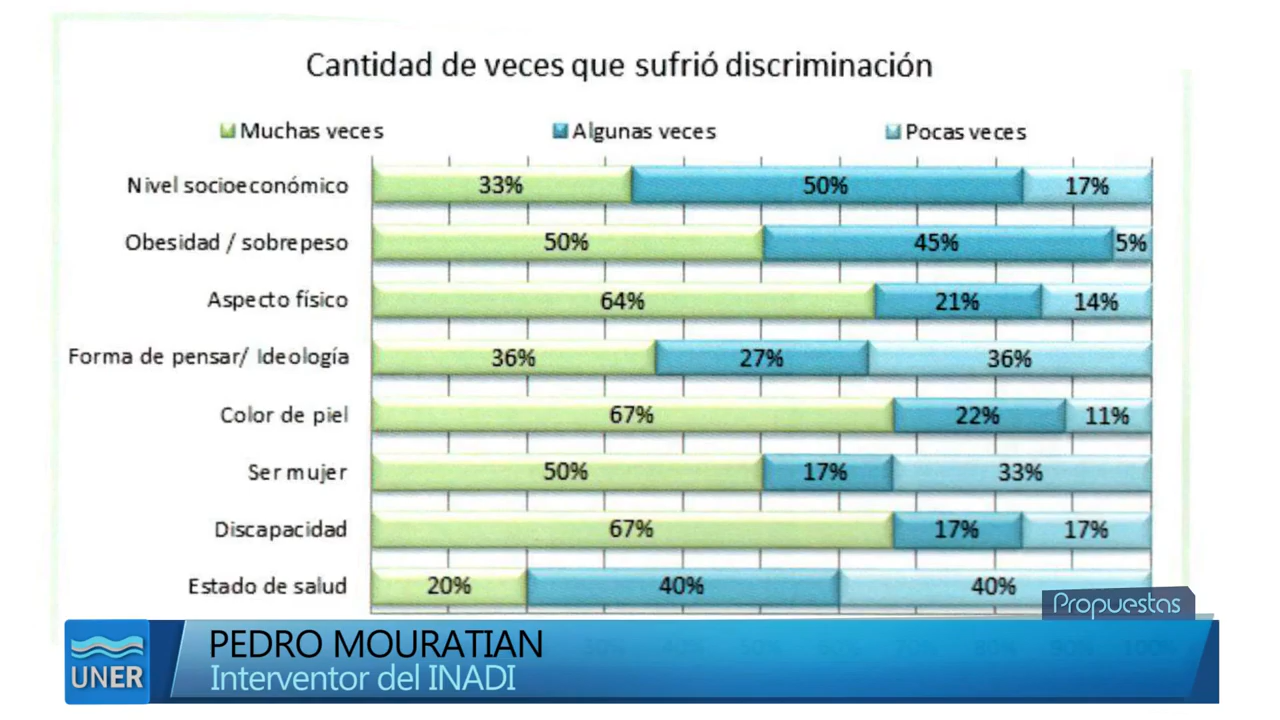 Cantidad de veces que sufrió discriminación
Muchas veces Algunas veces Pocas veces
Nivel socioeconómico 33% 50% 17%
Obesidad / sobrepeso 50% 45% 5%
Aspecto físico 64% 21% 14%
Forma de pensar/ Ideología 36% 27% 36%
Color de piel 67% 22% 11%
Ser mujer 50% 17% 33%
Discapacidad 67% 17% 17%
Estado de salud 20% 40% 40%
Propuestas
UNER
PEDRO MOURATIAN
Interventor del INADI
80% 90% 100%